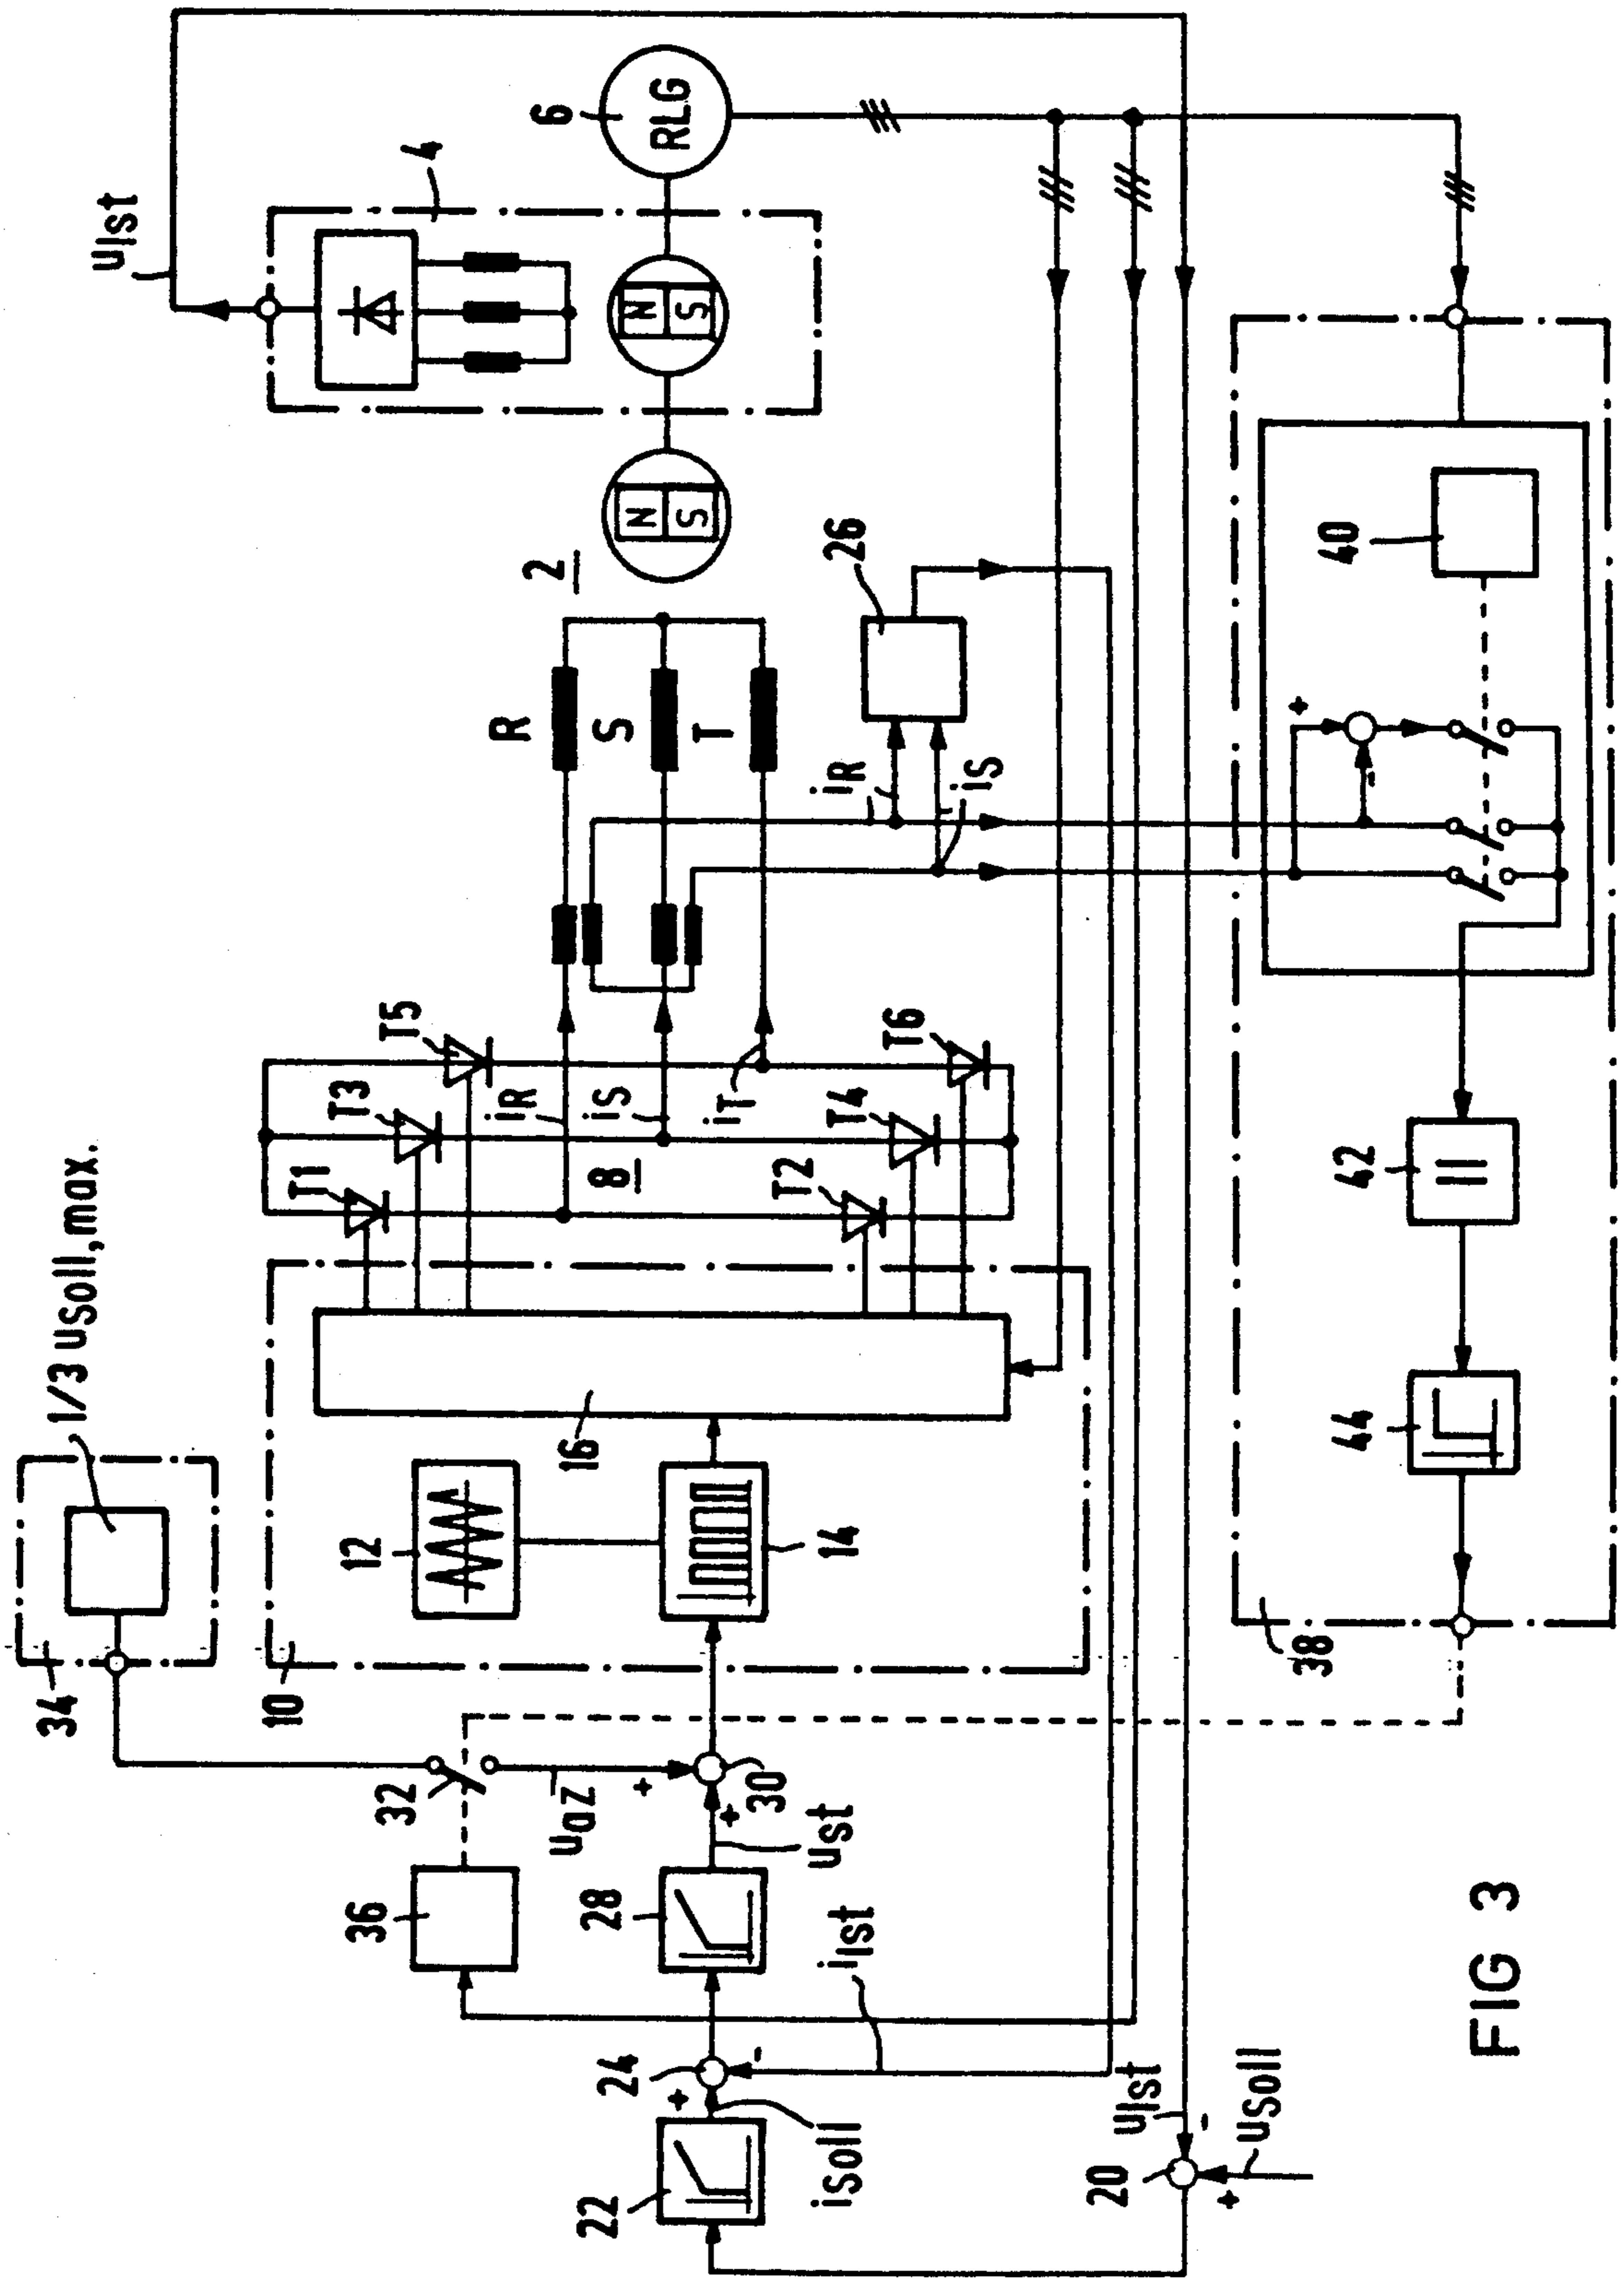 34
1/3 uSoll,max.
uIst
10
12
14
16
T1
T3
T5
T2
T4
T6
8
iR
iS
iT
R
S
T
2
N
S
N
S
4
6
RLG
36
32
uaz
+
30
+
ust
28
24
+
-
iSoll
22
iIst
iR
iS
26
uIst
-
20
+
uSoll
38
44
42
40
+
-
FIG 3